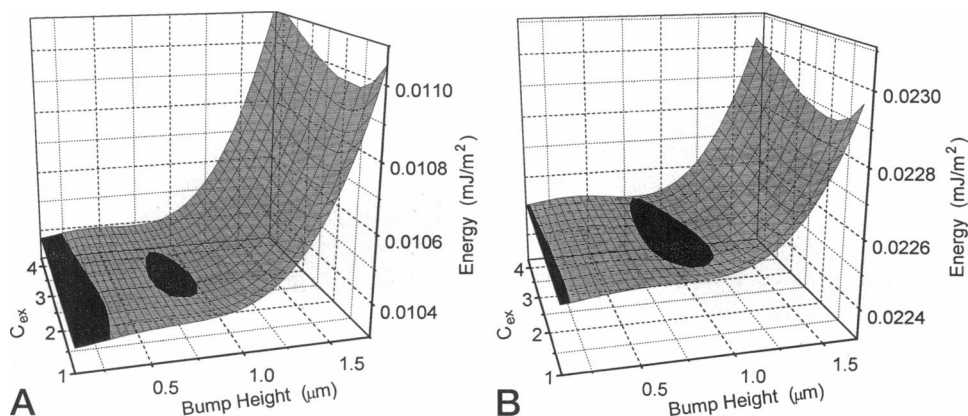 0.0110
0.0108
0.0106
0.0104
Energy (mJ/m²)
4
3
2
1
C_ex
0.5
1.0
1.5
Bump Height (μm)
A
0.0230
0.0228
0.0226
0.0224
Energy (mJ/m²)
4
3
2
1
C_ex
0.5
1.0
1.5
Bump Height (μm)
B